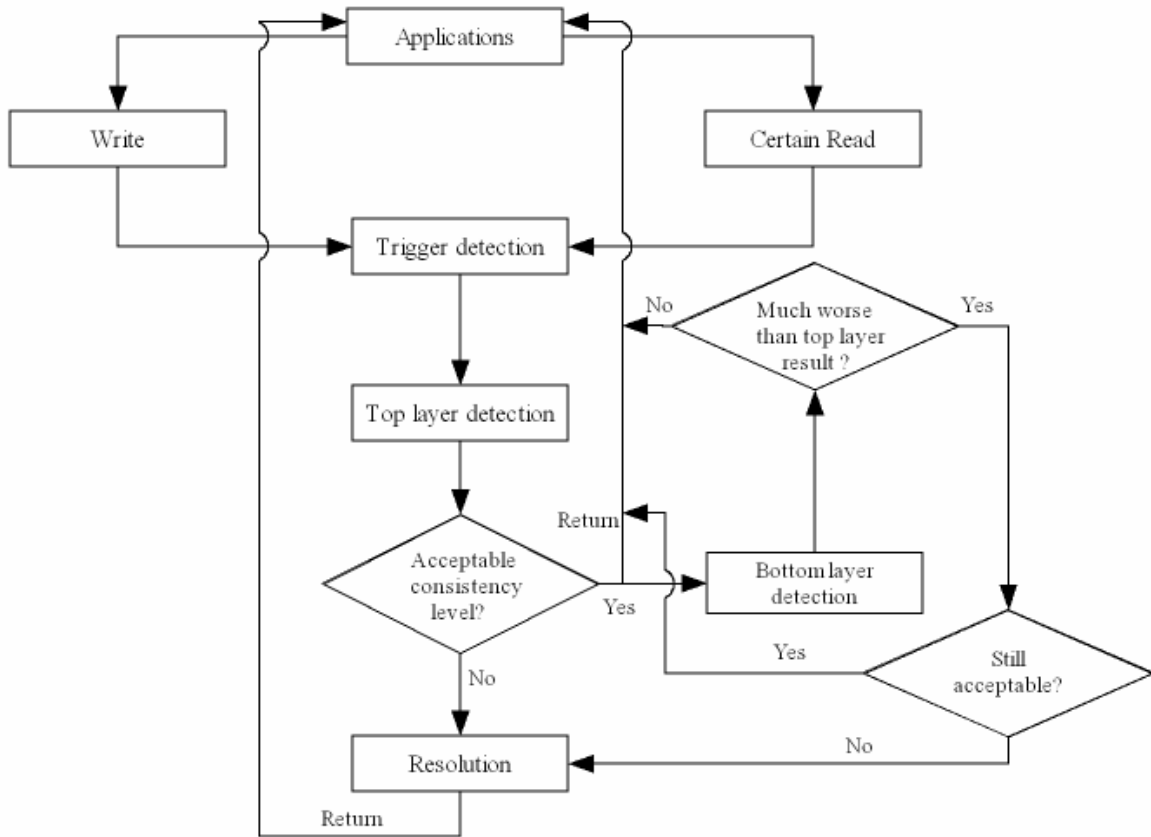 Applications
Write
Certain Read
Trigger detection
No
Much worse
than top layer
result ?
Yes
Top layer detection
Return
Acceptable
consistency
level?
Yes
Bottom layer
detection
Yes
Still
acceptable?
No
No
Resolution
Return